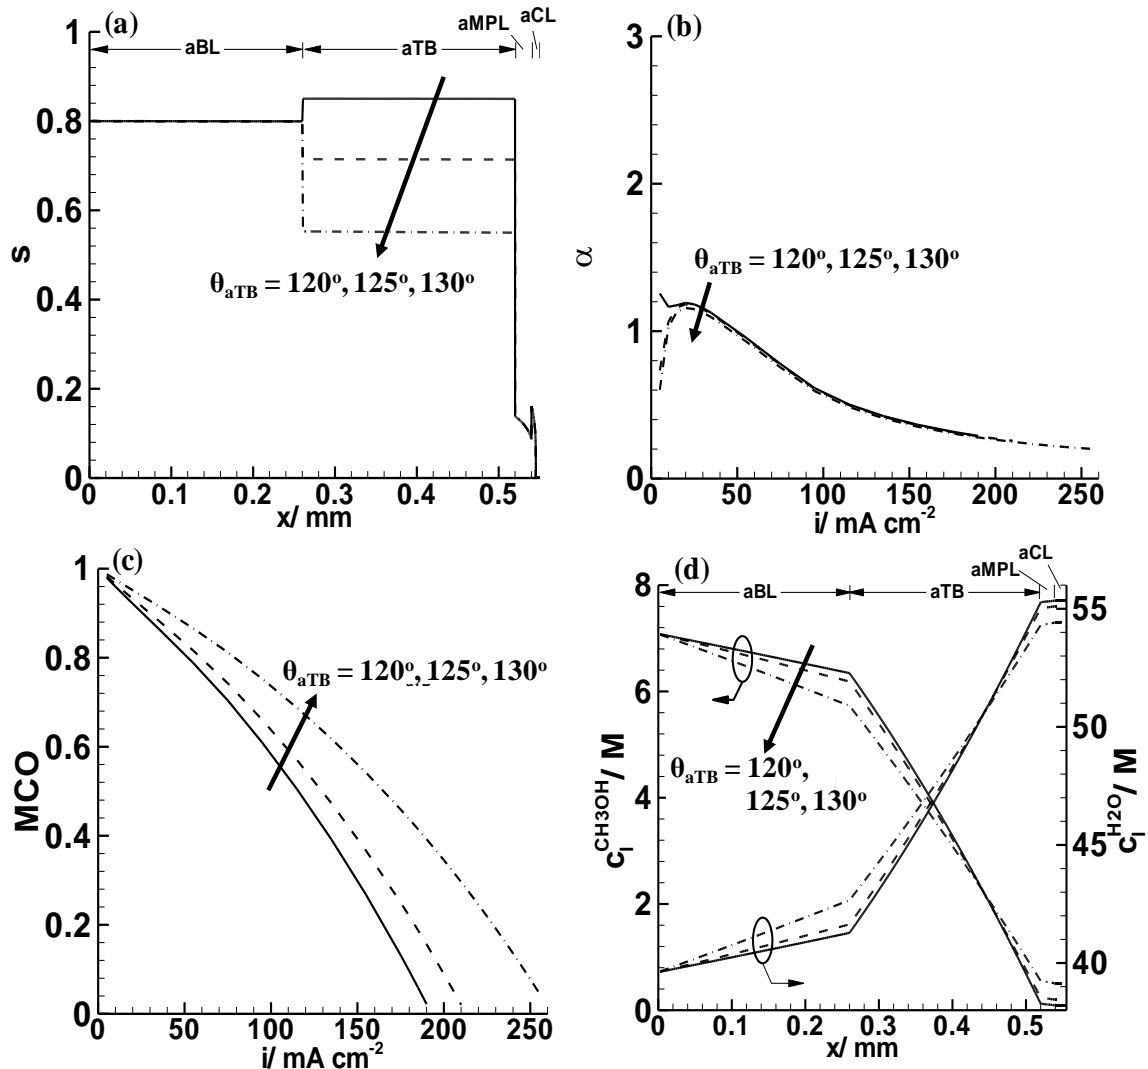 (a)
aMPL
aCL
aBL
aTB
1
0.8
0.6
0.4
0.2
0
s
θaTB = 120º, 125º, 130º
0
0.1
0.2
0.3
0.4
0.5
x/ mm
(b)
3
2
1
0
α
θaTB = 120º, 125º, 130º
0
50
100
150
200
250
i/ mA cm-2
(c)
1
0.8
0.6
0.4
0.2
0
MCO
θaTB = 120º, 125º, 130º
0
50
100
150
200
250
i/ mA cm-2
(d)
aCL
aMPL
aBL
aTB
8
6
4
2
0
clCH3OH/ M
55
50
45
40
clH2O/ M
θaTB = 120º,
125º, 130º
0
0.1
0.2
0.3
0.4
0.5
x/ mm